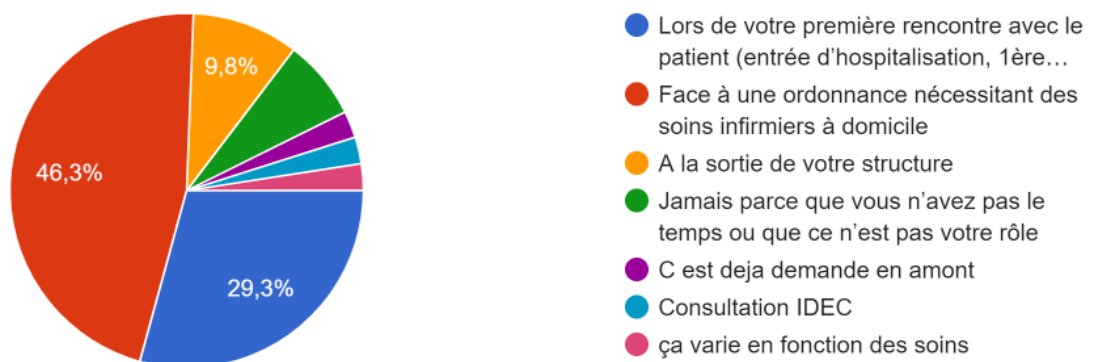 9,8%
46,3%
29,3%
Lors de votre première rencontre avec le
patient (entrée d’hospitalisation, 1ère…
Face à une ordonnance nécessitant des
soins infirmiers à domicile
A la sortie de votre structure
Jamais parce que vous n’avez pas le
temps ou que ce n’est pas votre rôle
C est deja demande en amont
Consultation IDEC
ça varie en fonction des soins